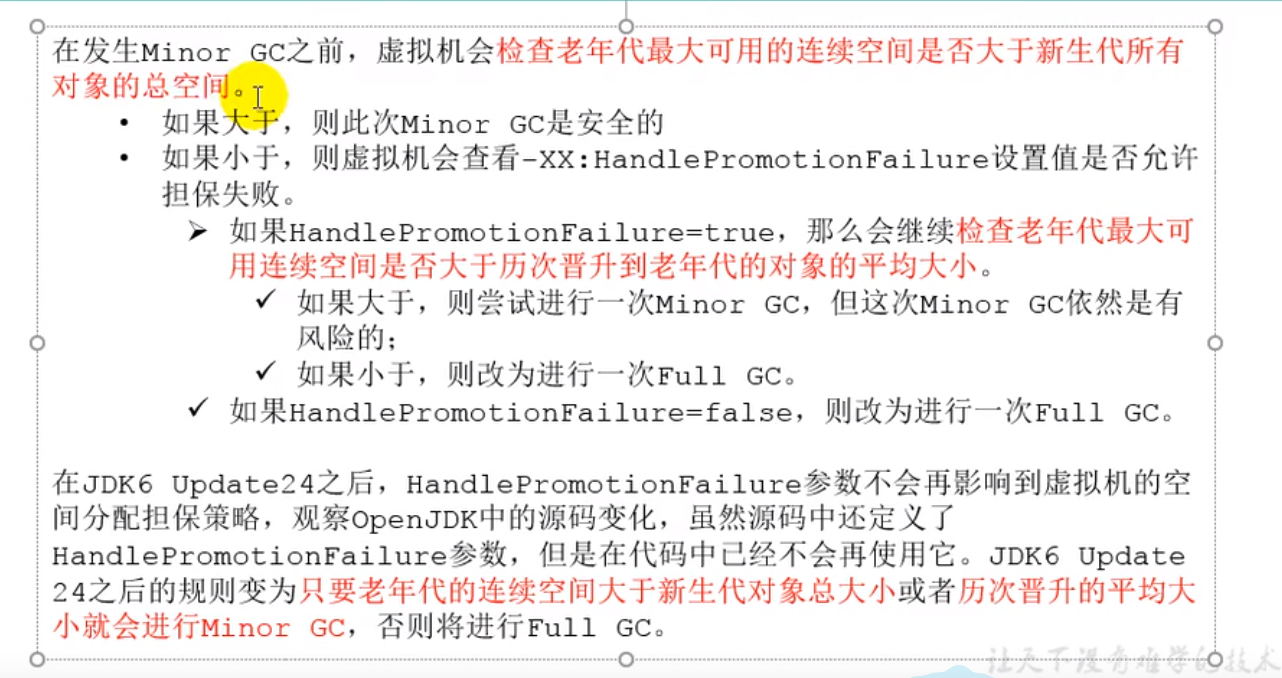 在发生Minor GC之前，虚拟机会检查老年代最大可用的连续空间是否大于新生代所有
对象的总空间。
• 如果大于，则此次Minor GC是安全的
• 如果小于，则虚拟机会查看-XX:HandlePromotionFailure设置值是否允许
担保失败。
➢ 如果HandlePromotionFailure=true，那么会继续检查老年代最大可
用连续空间是否大于历次晋升到老年代的对象的平均大小。
✓ 如果大于，则尝试进行一次Minor GC，但这次Minor GC依然是有
风险的；
✓ 如果小于，则改为进行一次Full GC。
✓ 如果HandlePromotionFailure=false，则改为进行一次Full GC。
在JDK6 Update24之后，HandlePromotionFailure参数不会再影响到虚拟机的空
间分配担保策略，观察OpenJDK中的源码变化，虽然源码中还定义了
HandlePromotionFailure参数，但是在代码中已经不会再使用它。JDK6 Update
24之后的规则变为只要老年代的连续空间大于新生代对象总大小或者历次晋升的平均大
小就会进行Minor GC，否则将进行Full GC。
让天下没有难学的技术